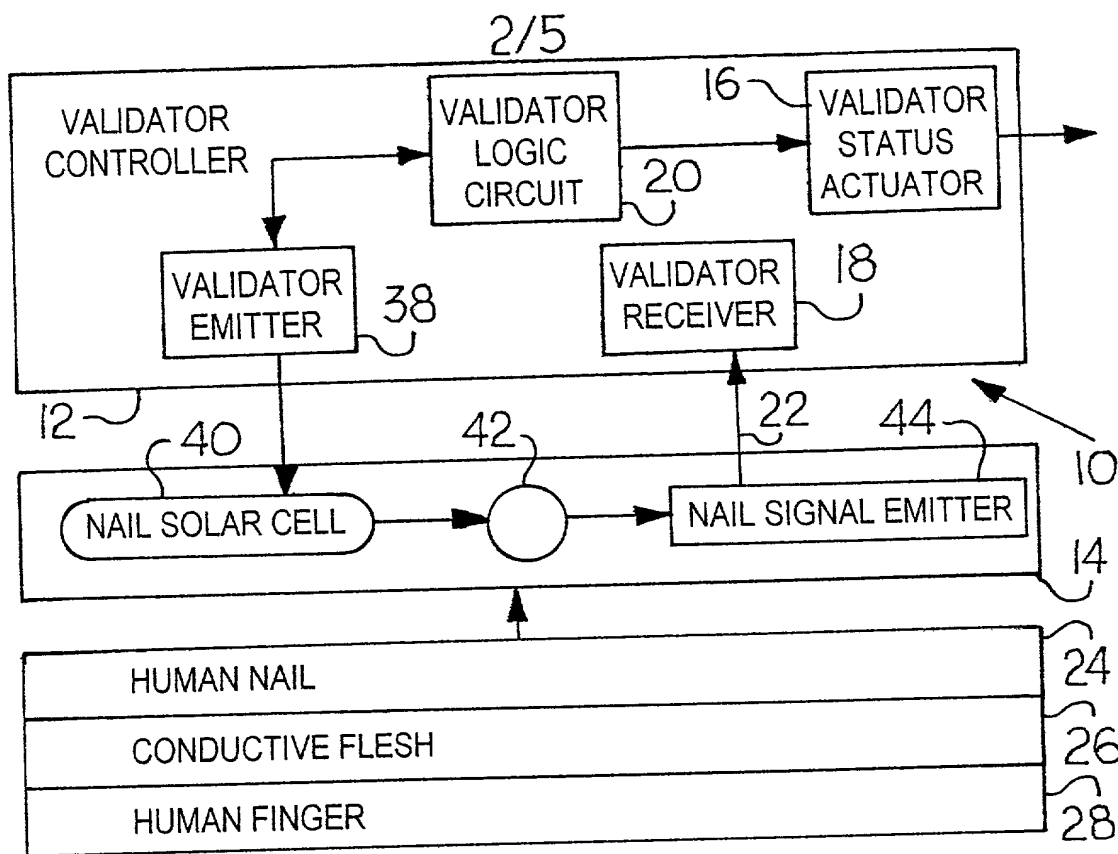 2/5
VALIDATOR
CONTROLLER
VALIDATOR
LOGIC
CIRCUIT
20
16
VALIDATOR
STATUS
ACTUATOR
VALIDATOR
EMITTER
38
VALIDATOR
RECEIVER
18
12
40
42
22
44
10
NAIL SOLAR CELL
NAIL SIGNAL EMITTER
14
HUMAN NAIL
24
CONDUCTIVE FLESH
26
HUMAN FINGER
28